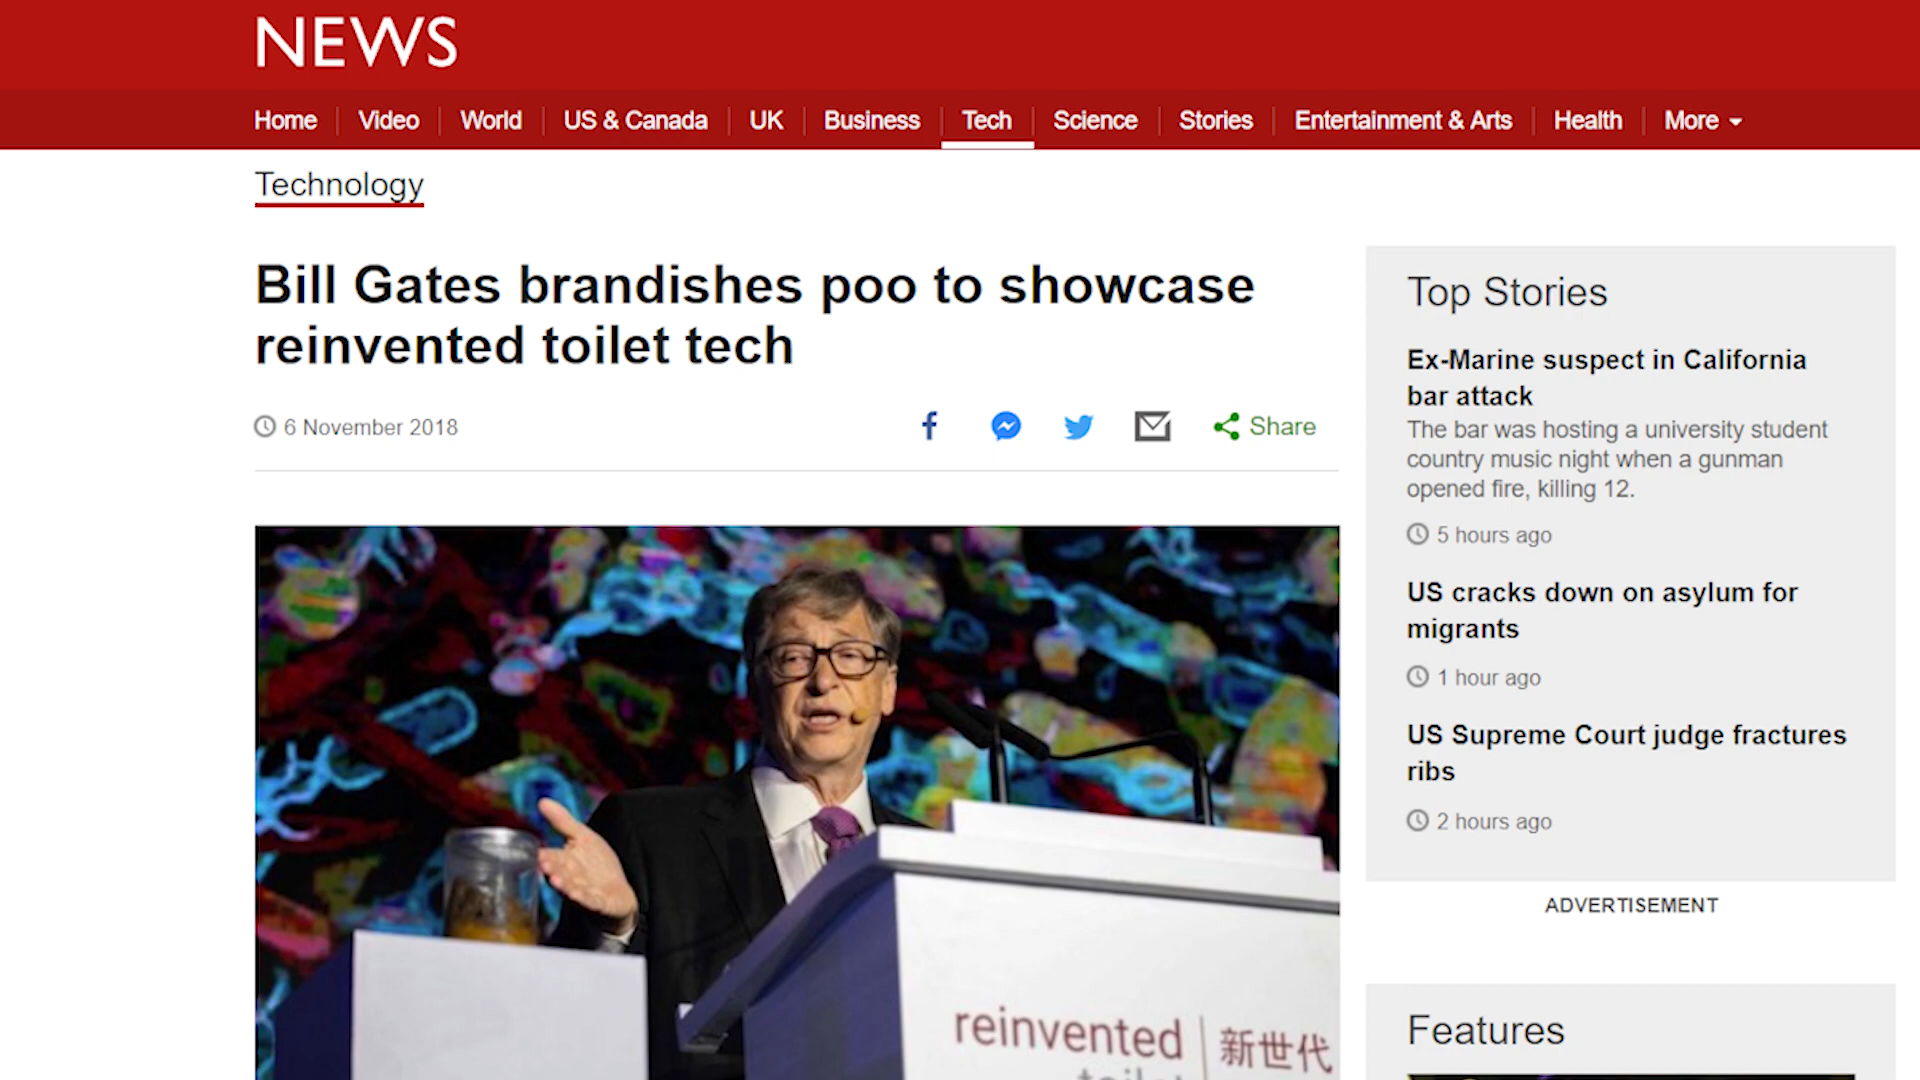 NEWS
Home
Video
World
US & Canada
UK
Business
Tech
Science
Stories
Entertainment & Arts
Health
More
Technology
Bill Gates brandishes poo to showcase
reinvented toilet tech
6 November 2018
Share
reinvented
新世代
toilet
Top Stories
Ex-Marine suspect in California
bar attack
The bar was hosting a university student
country music night when a gunman
opened fire, killing 12.
5 hours ago
US cracks down on asylum for
migrants
1 hour ago
US Supreme Court judge fractures
ribs
2 hours ago
ADVERTISEMENT
Features